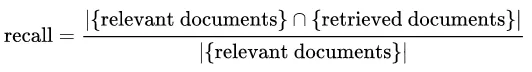 recall = |{relevant documents} ∩ {retrieved documents}|
|{relevant documents}|